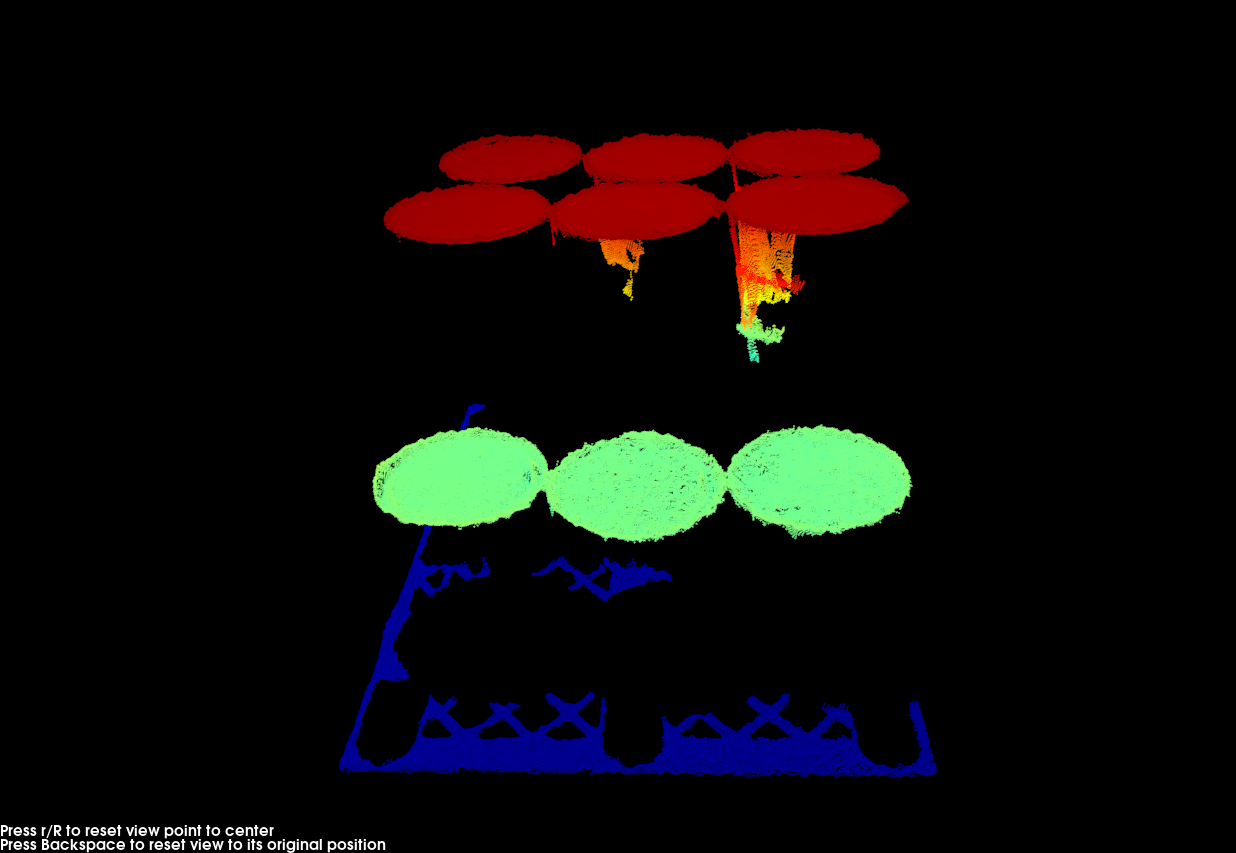 Press r/R to reset view point to center
Press Backspace to reset view to its original position